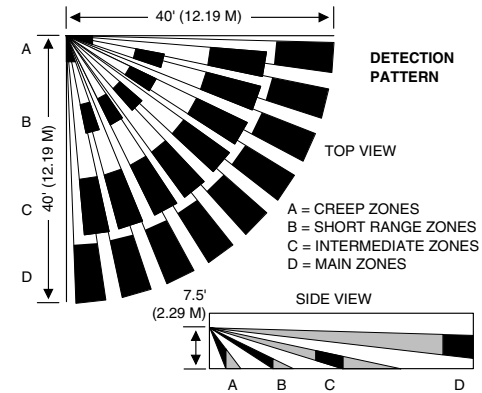 40' (12.19 M)
A
B
C
D
40' (12.19 M)
DETECTION
PATTERN
TOP VIEW
A = CREEP ZONES
B = SHORT RANGE ZONES
C = INTERMEDIATE ZONES
D = MAIN ZONES
7.5'
(2.29 M)
SIDE VIEW
A B C D